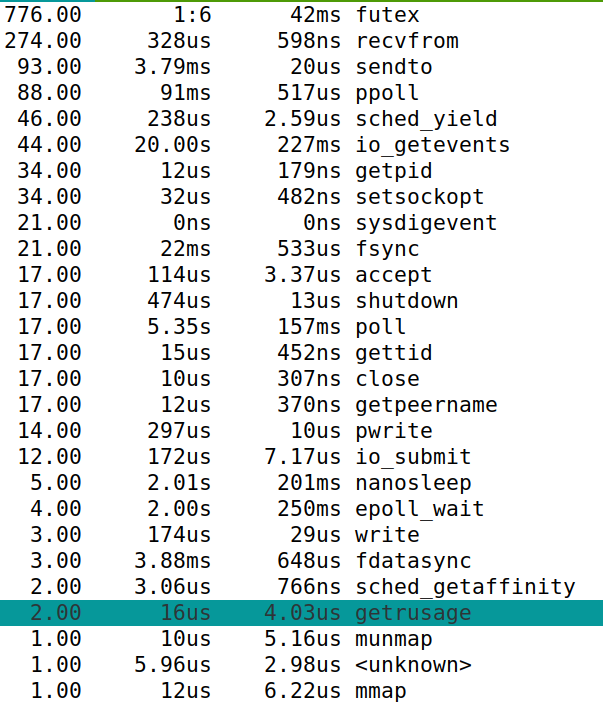 776.00 1:6 42ms futex
274.00 328us 598ns recvfrom
93.00 3.79ms 20us sendto
88.00 91ms 517us ppoll
46.00 238us 2.59us sched_yield
44.00 20.00s 227ms io_getevents
34.00 12us 179ns getpid
34.00 32us 482ns setsockopt
21.00 0ns 0ns sysdigevent
21.00 22ms 533us fsync
17.00 114us 3.37us accept
17.00 474us 13us shutdown
17.00 5.35s 157ms poll
17.00 15us 452ns gettid
17.00 10us 307ns close
17.00 12us 370ns getpeername
14.00 297us 10us pwrite
12.00 172us 7.17us io_submit
5.00 2.01s 201ms nanosleep
4.00 2.00s 250ms epoll_wait
3.00 174us 29us write
3.00 3.88ms 648us fdatasync
2.00 3.06us 766ns sched_getaffinity
2.00 16us 4.03us getrusage
1.00 10us 5.16us munmap
1.00 5.96us 2.98us <unknown>
1.00 12us 6.22us mmap